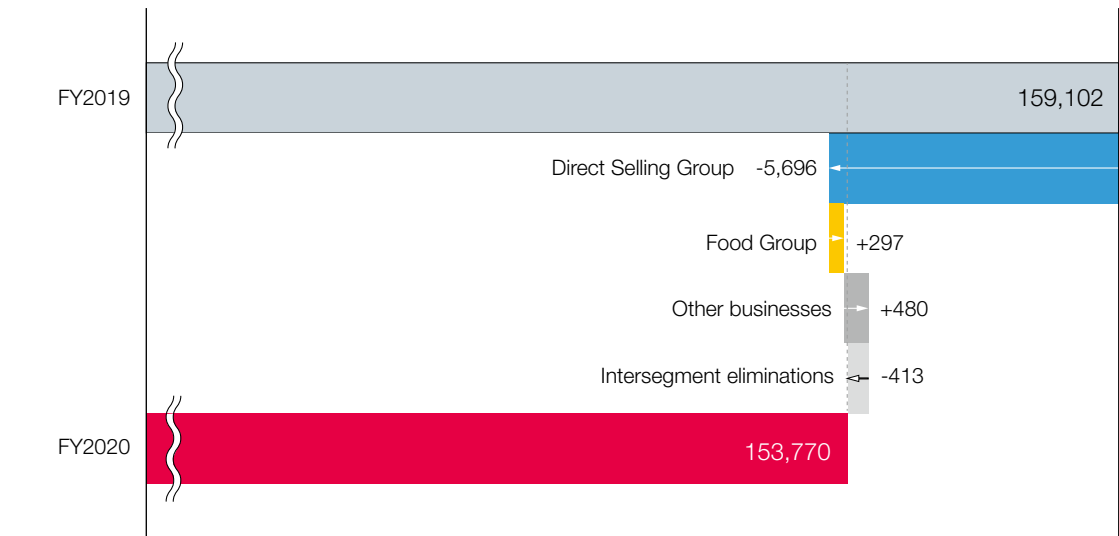 FY2019 159,102
Direct Selling Group -5,696
Food Group +297
Other businesses +480
Intersegment eliminations -413
FY2020 153,770